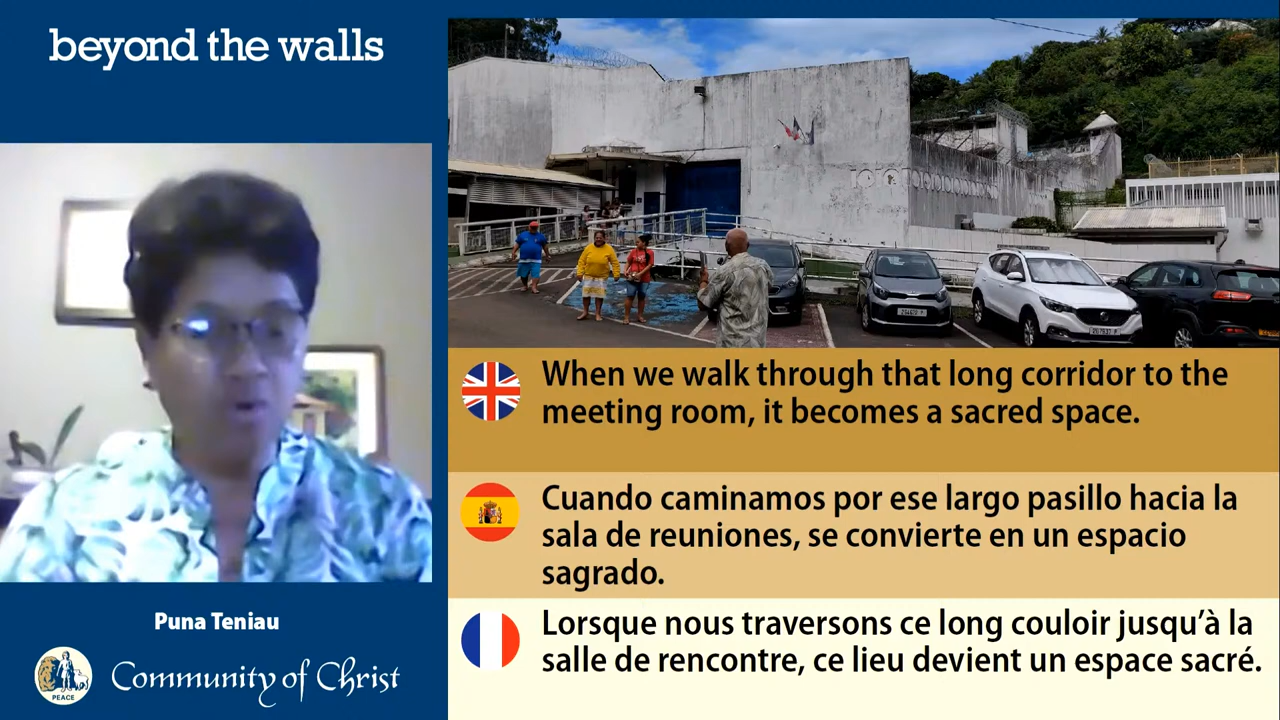 beyond the walls
When we walk through that long corridor to the
meeting room, it becomes a sacred space.
Cuando caminamos por ese largo pasillo hacia la
sala de reuniones, se convierte en un espacio
sagrado.
Lorsque nous traversons ce long couloir jusqu’à la
salle de rencontre, ce lieu devient un espace sacré.
Puna Teniau
PEACE
Community of Christ